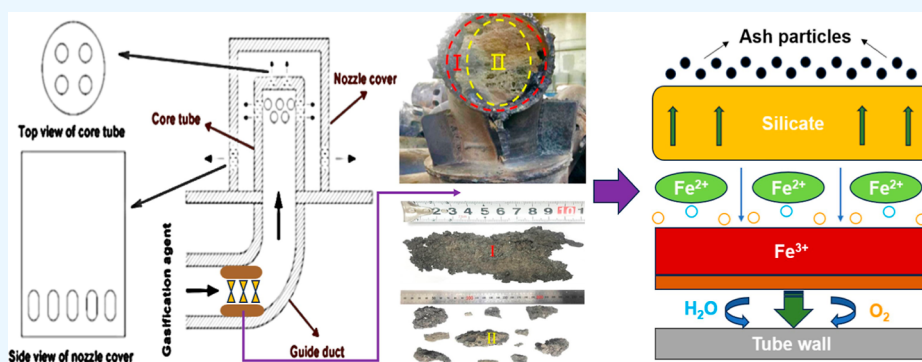 Top view of core tube
Side view of nozzle cover
Core tube
Nozzle cover
Gasification agent
Guide duct
I
II
2 3 4 5 6 7 8 9 10 1
I
II
Ash particles
Silicate
Fe²⁺
Fe²⁺
Fe²⁺
Fe³⁺
H₂O
O₂
Tube wall